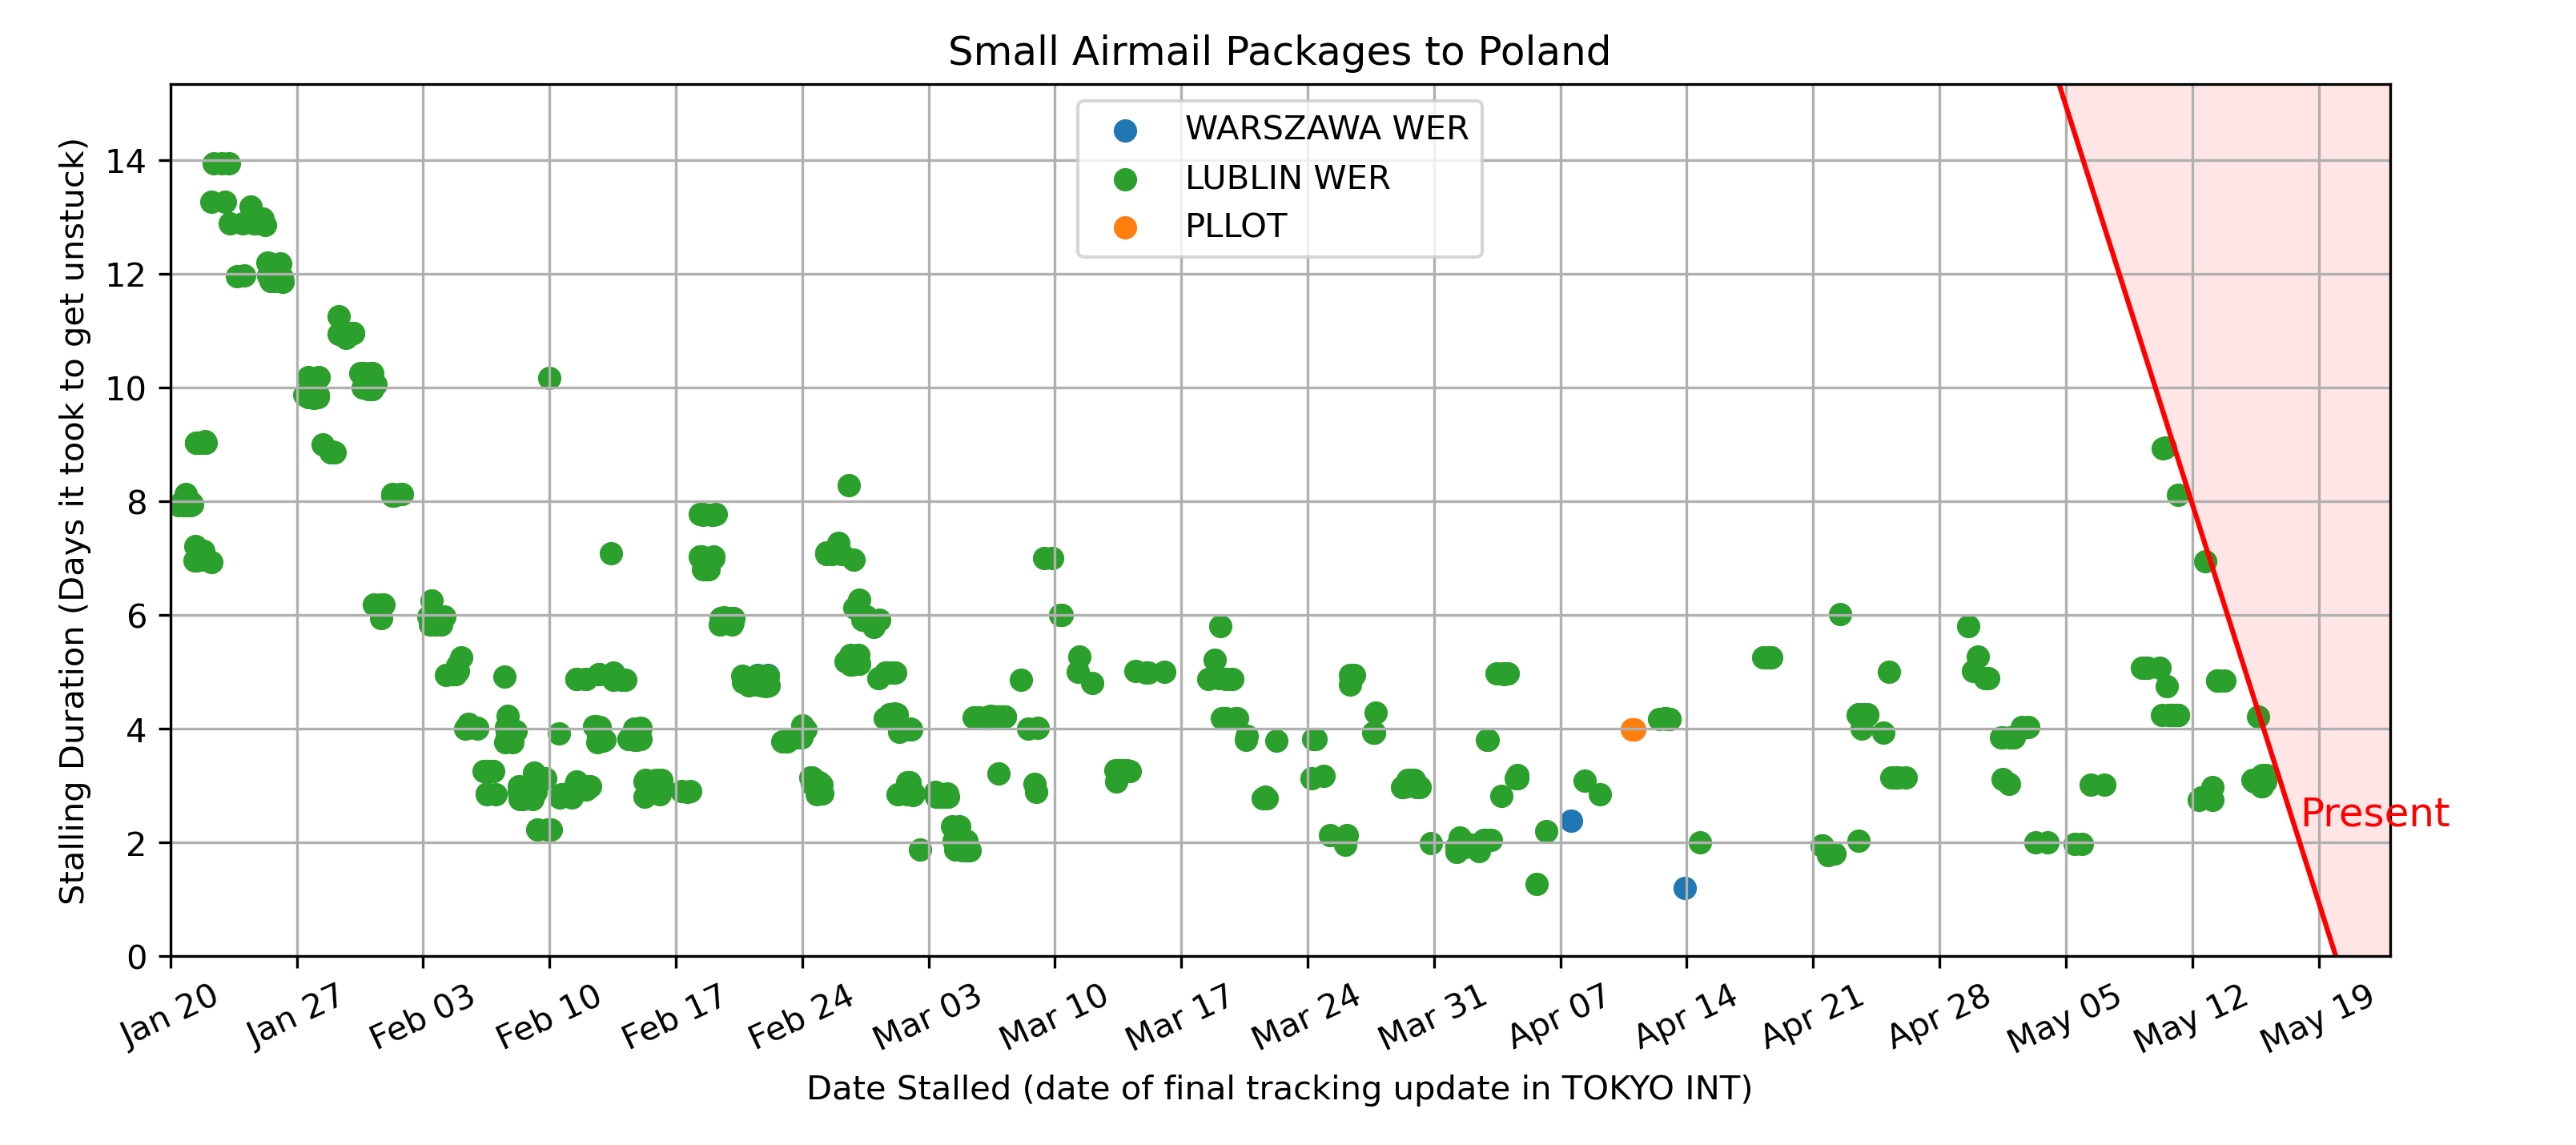 Small Airmail Packages to Poland
WARSZAWA WER
LUBLIN WER
PLLOT
Stalling Duration (Days it took to get unstuck)
14
12
10
8
6
4
2
0
Present
Jan 20
Jan 27
Feb 03
Feb 10
Feb 17
Feb 24
Mar 03
Mar 10
Mar 17
Mar 24
Mar 31
Apr 07
Apr 14
Apr 21
Apr 28
May 05
May 12
May 19
Date Stalled (date of final tracking update in TOKYO INT)